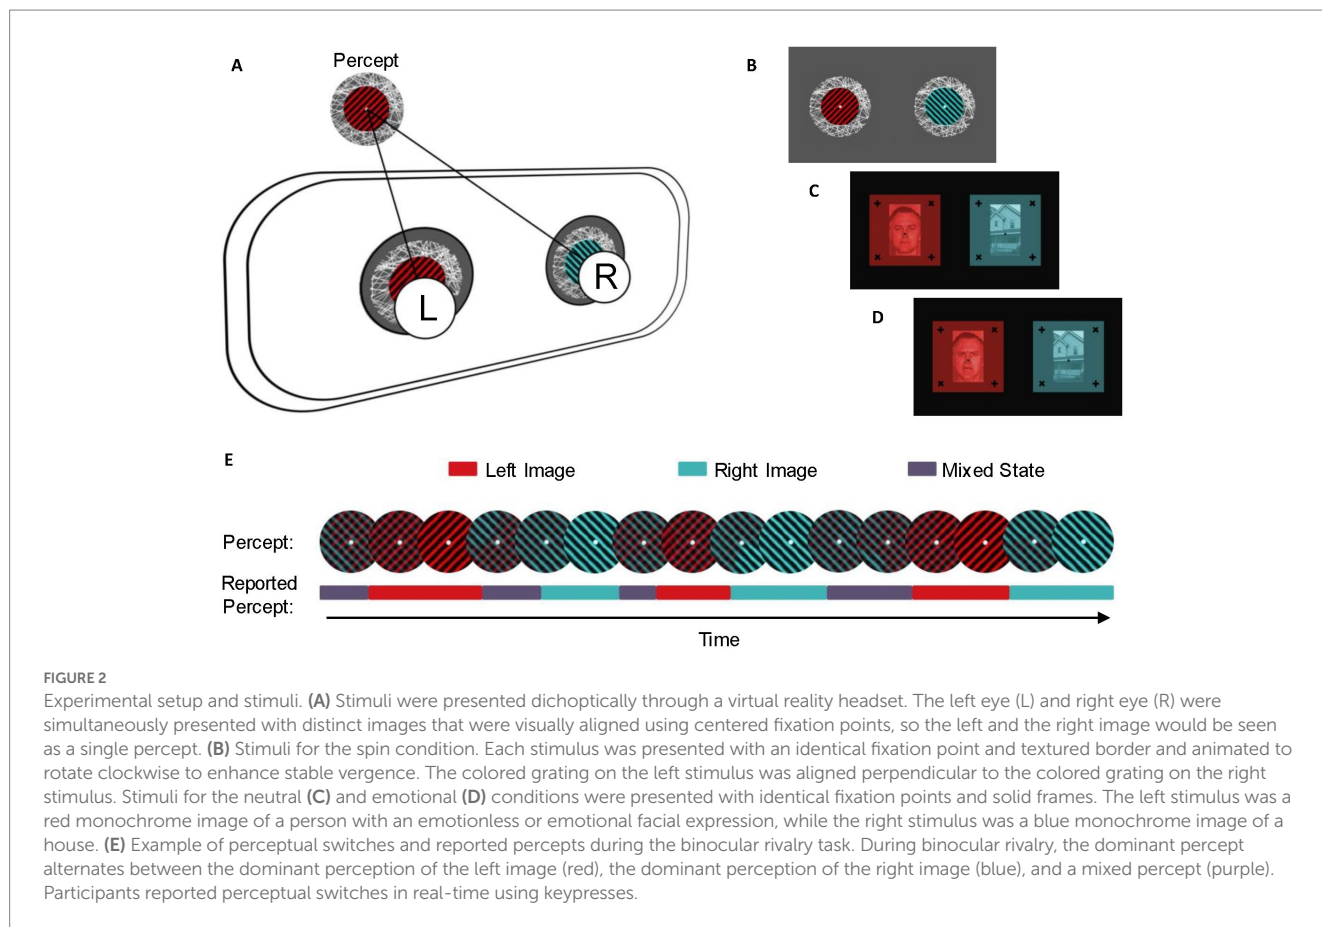 A
Percept
B
C
L
R
D
E
Left Image
Right Image
Mixed State
Percept:
Reported
Percept:
Time
FIGURE 2
Experimental setup and stimuli. (A) Stimuli were presented dichoptically through a virtual reality headset. The left eye (L) and right eye (R) were
simultaneously presented with distinct images that were visually aligned using centered fixation points, so the left and the right image would be seen
as a single percept. (B) Stimuli for the spin condition. Each stimulus was presented with an identical fixation point and textured border and animated to
rotate clockwise to enhance stable vergence. The colored grating on the left stimulus was aligned perpendicular to the colored grating on the right
stimulus. Stimuli for the neutral (C) and emotional (D) conditions were presented with identical fixation points and solid frames. The left stimulus was a
red monochrome image of a person with an emotionless or emotional facial expression, while the right stimulus was a blue monochrome image of a
house. (E) Example of perceptual switches and reported percepts during the binocular rivalry task. During binocular rivalry, the dominant percept
alternates between the dominant perception of the left image (red), the dominant perception of the right image (blue), and a mixed percept (purple).
Participants reported perceptual switches in real-time using keypresses.